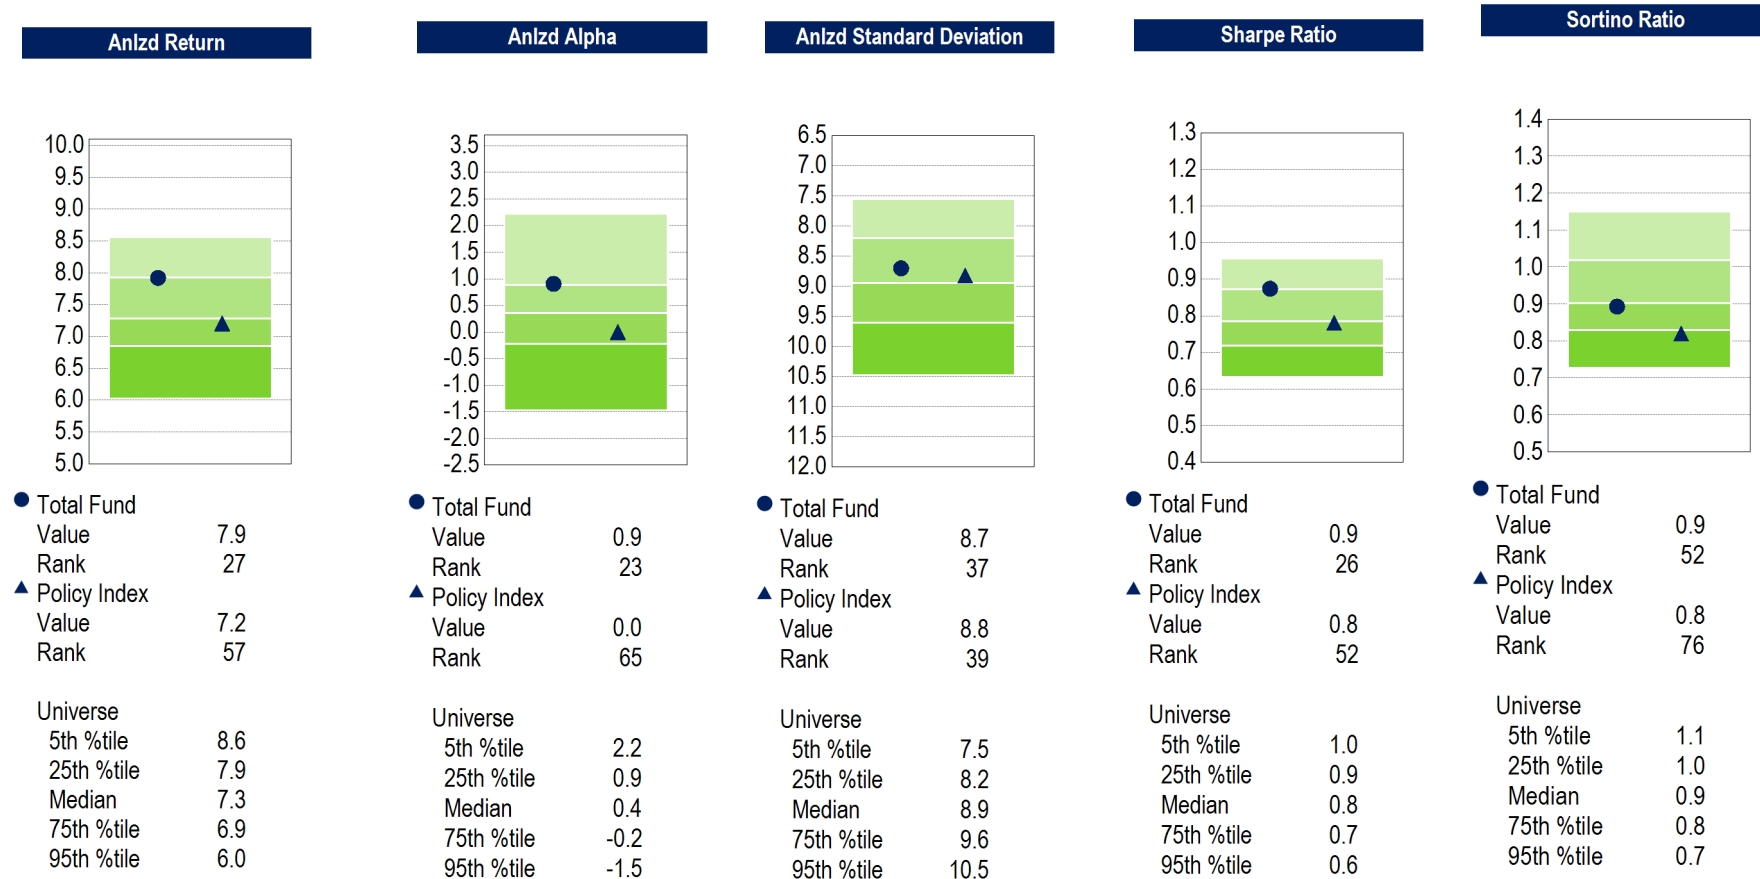 Anlzd Return
10.0
9.5
9.0
8.5
8.0
7.5
7.0
6.5
6.0
5.5
5.0
Total Fund
Value 7.9
Rank 27
Policy Index
Value 7.2
Rank 57
Universe
5th %tile 8.6
25th %tile 7.9
Median 7.3
75th %tile 6.9
95th %tile 6.0
Anlzd Alpha
3.5
3.0
2.5
2.0
1.5
1.0
0.5
0.0
-0.5
-1.0
-1.5
-2.0
-2.5
Total Fund
Value 0.9
Rank 23
Policy Index
Value 0.0
Rank 65
Universe
5th %tile 2.2
25th %tile 0.9
Median 0.4
75th %tile -0.2
95th %tile -1.5
Anlzd Standard Deviation
6.5
7.0
7.5
8.0
8.5
9.0
9.5
10.0
10.5
11.0
11.5
12.0
Total Fund
Value 8.7
Rank 37
Policy Index
Value 8.8
Rank 39
Universe
5th %tile 7.5
25th %tile 8.2
Median 8.9
75th %tile 9.6
95th %tile 10.5
Sharpe Ratio
1.3
1.2
1.1
1.0
0.9
0.8
0.7
0.6
0.5
0.4
Total Fund
Value 0.9
Rank 26
Policy Index
Value 0.8
Rank 52
Universe
5th %tile 1.0
25th %tile 0.9
Median 0.8
75th %tile 0.7
95th %tile 0.6
Sortino Ratio
1.4
1.3
1.2
1.1
1.0
0.9
0.8
0.7
0.6
0.5
Total Fund
Value 0.9
Rank 52
Policy Index
Value 0.8
Rank 76
Universe
5th %tile 1.1
25th %tile 1.0
Median 0.9
75th %tile 0.8
95th %tile 0.7